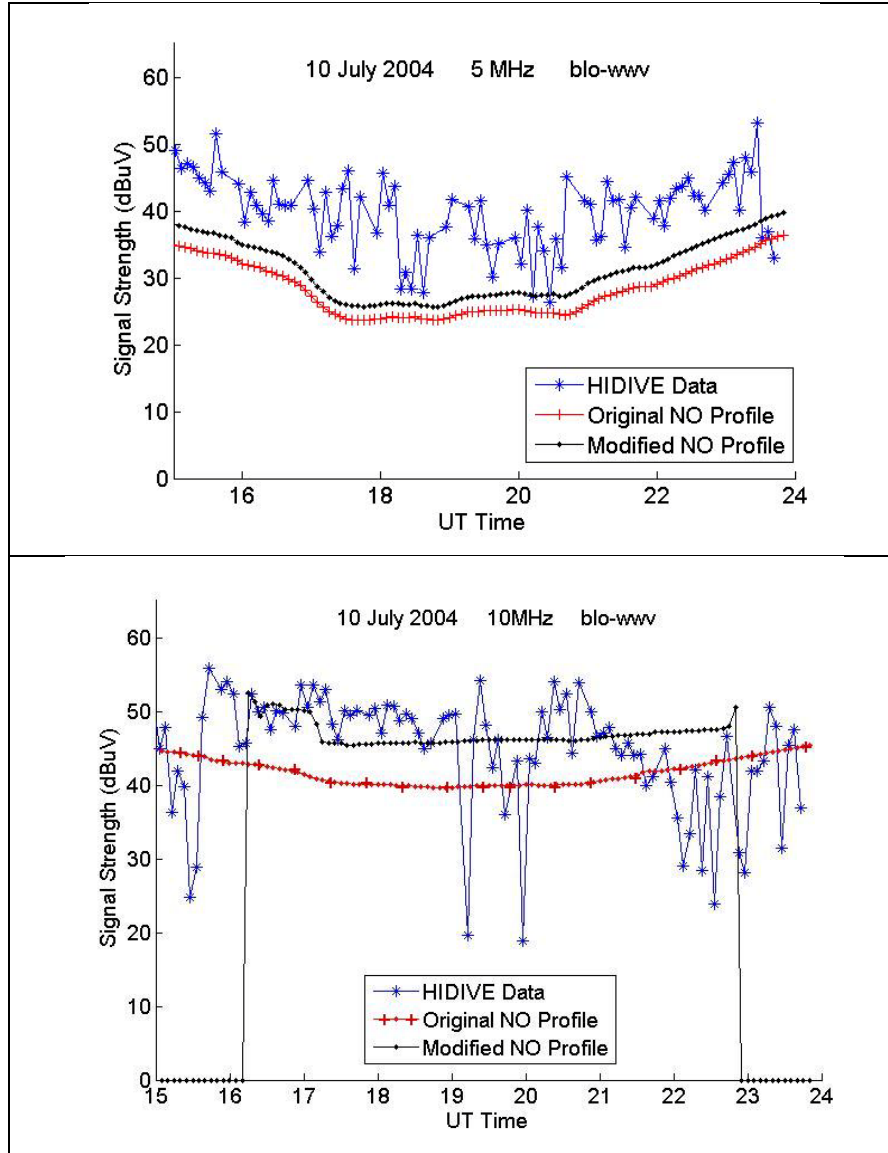 10 July 2004 5 MHz blo-wwv
60
50
40
30
20
10
0
Signal Strength (dBuV)
HIDIVE Data
Original NO Profile
Modified NO Profile
16 18 20 22 24
UT Time
10 July 2004 10MHz blo-wwv
60
50
40
30
20
10
0
Signal Strength (dBuV)
HIDIVE Data
Original NO Profile
Modified NO Profile
15 16 17 18 19 20 21 22 23 24
UT Time